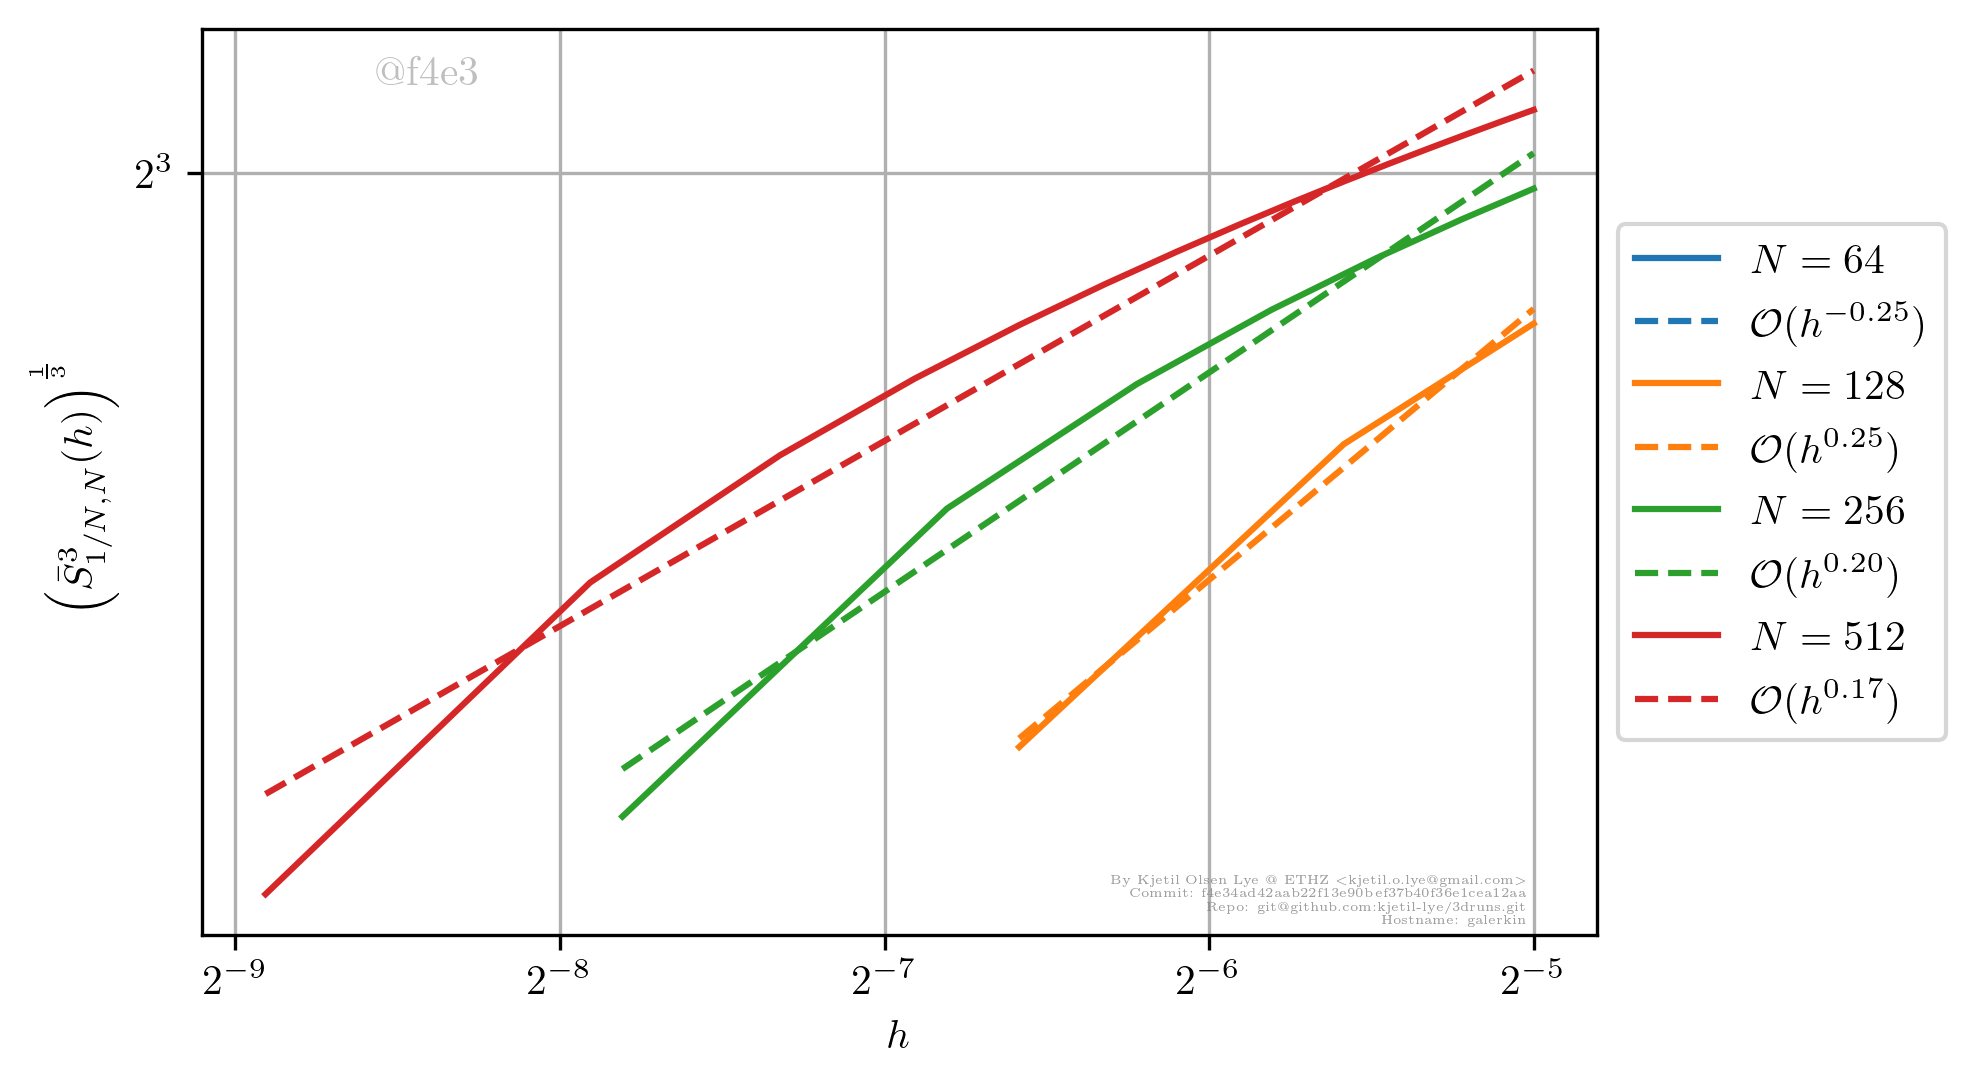 @f4e3
2^3
(S̄^3_{1/N,N}(h))^{1/3}
2^{-9} 2^{-8} 2^{-7} 2^{-6} 2^{-5}
h
N = 64
O(h^{-0.25})
N = 128
O(h^{0.25})
N = 256
O(h^{0.20})
N = 512
O(h^{0.17})
By Kjetil Olsen Lye @ ETHZ <kjetil.o.lye@gmail.com>
Commit: f4e34ad42aab22f13e90bef37b40f36e1cea12aa
Repo: git@github.com:kjetil-lye/3druns.git
Hostname: galerkin